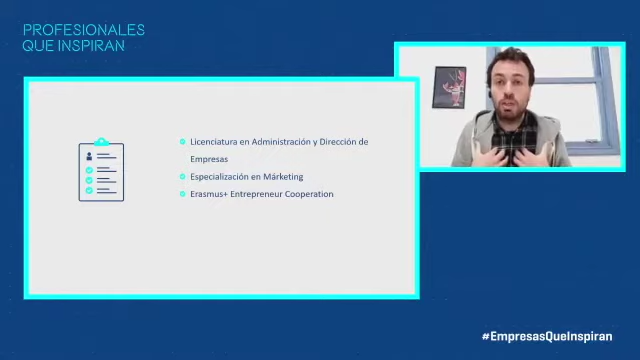 PROFESIONALES
QUE INSPIRAN
Licenciatura en Administración y Dirección de
Empresas
Especialización en Márketing
Erasmus+ Entrepreneur Cooperation
#EmpresasQueInspiran